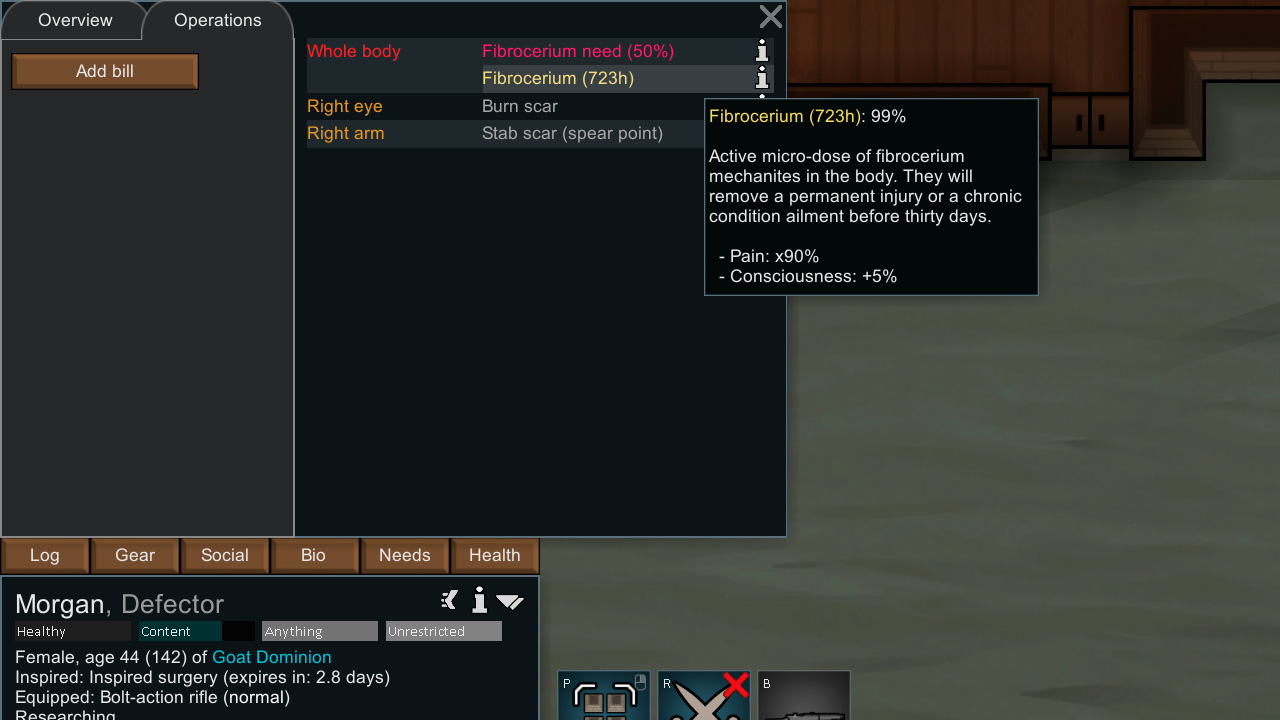 Overview Operations
Add bill
Whole body Fibrocerium need (50%)
Fibrocerium (723h)
Right eye Burn scar
Right arm Stab scar (spear point)
Fibrocerium (723h): 99%
Active micro-dose of fibrocerium
mechanites in the body. They will
remove a permanent injury or a chronic
condition ailment before thirty days.
- Pain: x90%
- Consciousness: +5%
Log Gear Social Bio Needs Health
Morgan, Defector
Healthy Content Anything Unrestricted
Female, age 44 (142) of Goat Dominion
Inspired: Inspired surgery (expires in: 2.8 days)
Equipped: Bolt-action rifle (normal)
Researching
P R B